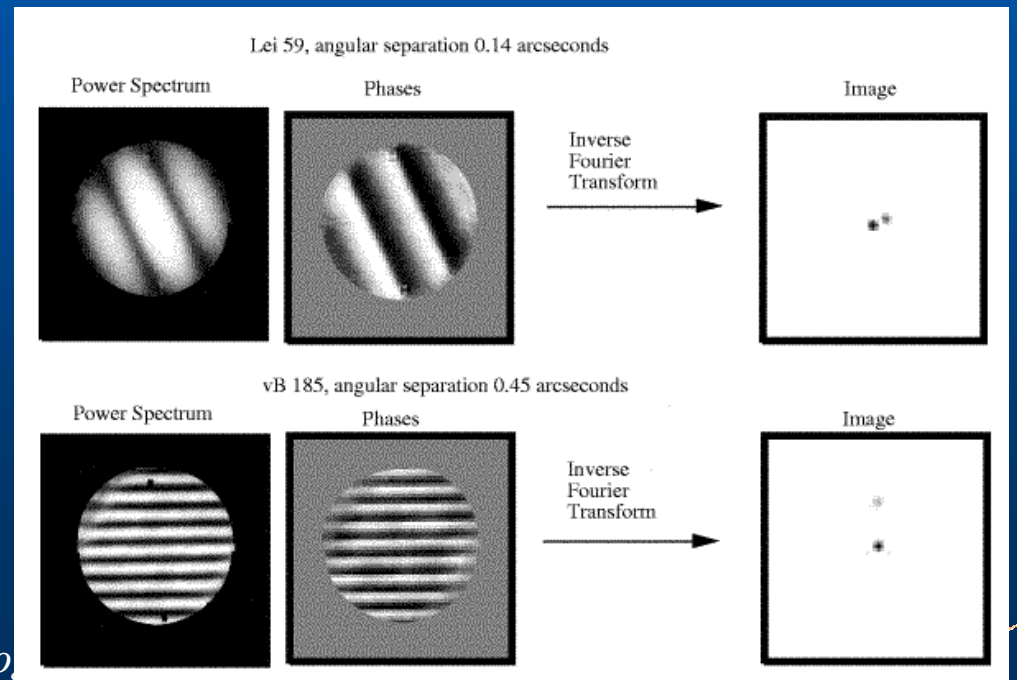 Lei 59, angular separation 0.14 arcseconds
Power Spectrum
Phases
Image
Inverse
Fourier
Transform
vB 185, angular separation 0.45 arcseconds
Power Spectrum
Phases
Image
Inverse
Fourier
Transform